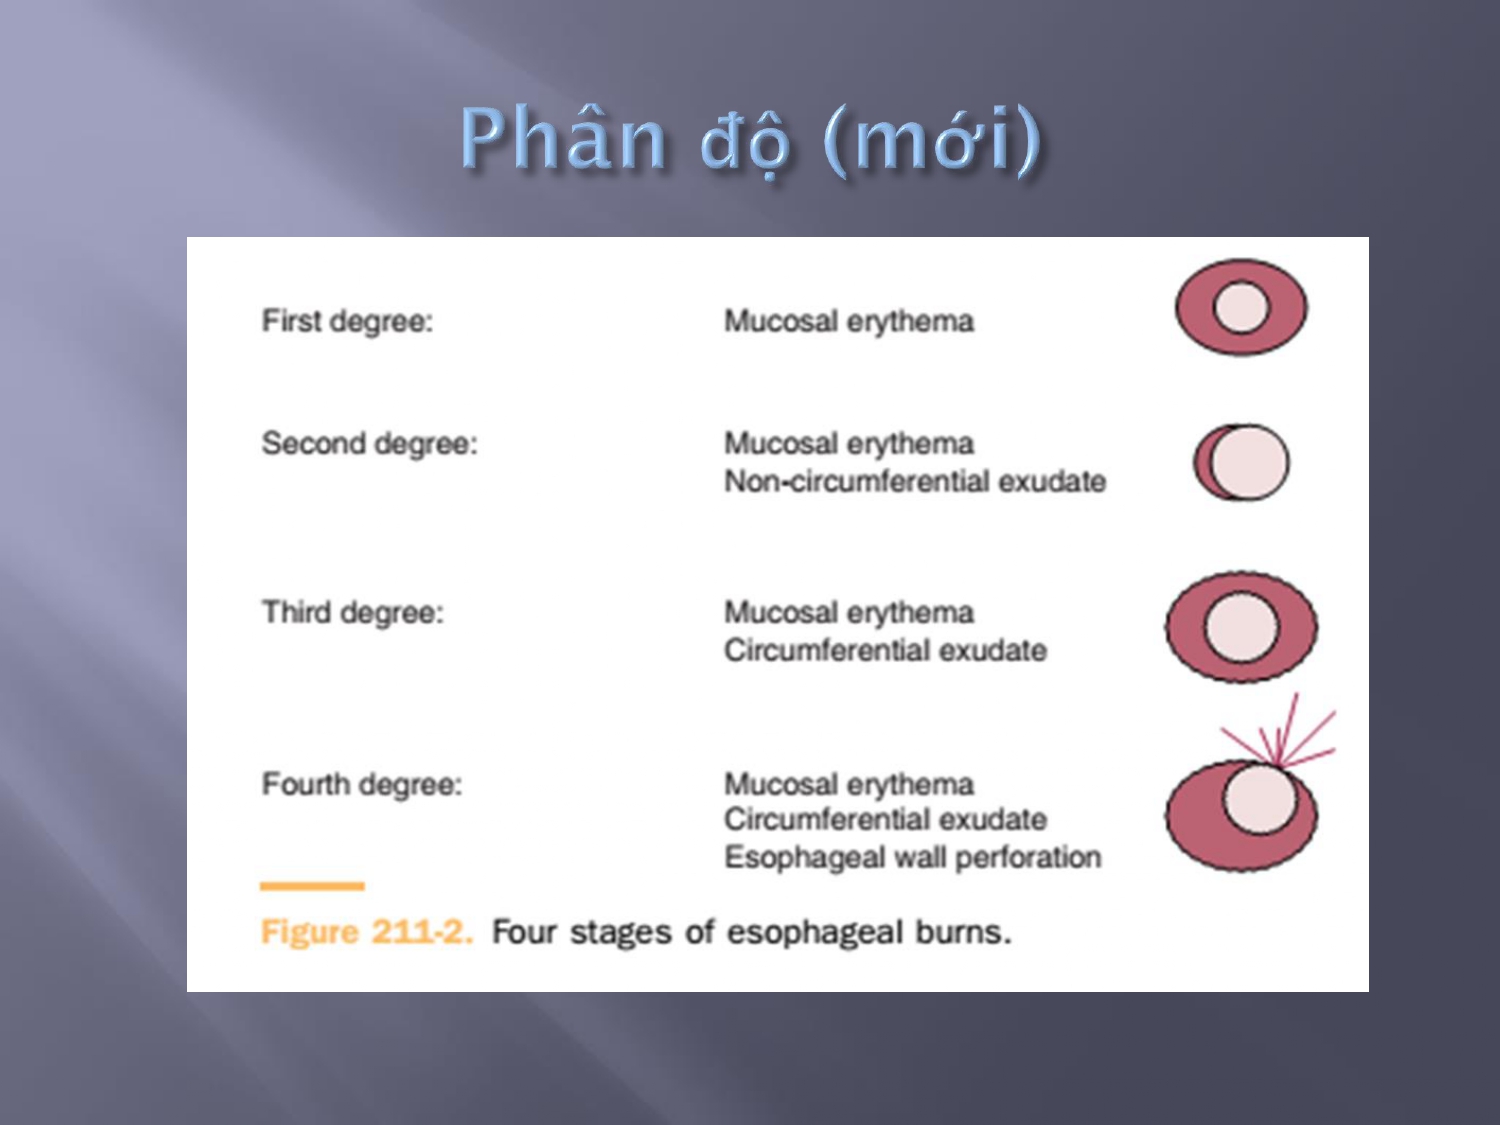 Phân độ (mới)
First degree: Mucosal erythema
Second degree: Mucosal erythema
Non-circumferential exudate
Third degree: Mucosal erythema
Circumferential exudate
Fourth degree: Mucosal erythema
Circumferential exudate
Esophageal wall perforation
Figure 211-2. Four stages of esophageal burns.